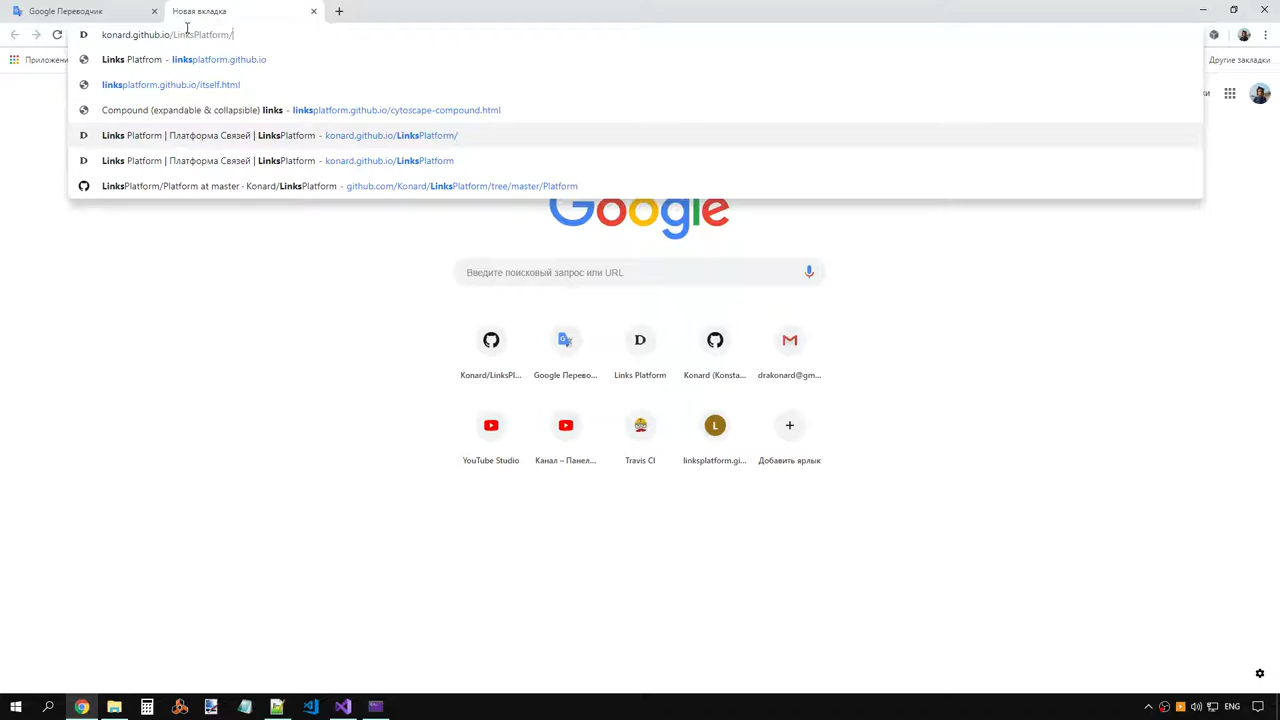 Google Переводчик
Новая вкладка
konard.github.io/LinksPlatform/
Приложени
Links Platfrom - linksplatform.github.io
Другие закладки
linksplatform.github.io/itself.html
ки
Compound (expandable & collapsible) links - linksplatform.github.io/cytoscape-compound.html
Links Platform | Платформа Связей | LinksPlatform - konard.github.io/LinksPlatform/
Links Platform | Платформа Связей | LinksPlatform - konard.github.io/LinksPlatform
LinksPlatform/Platform at master · Konard/LinksPlatform - github.com/Konard/LinksPlatform/tree/master/Platform
Google
Введите поисковый запрос или URL
Konard/LinksPl...
Google Перево...
Links Platform
Konard (Konsta...
drakonard@gm...
YouTube Studio
Канал – Панел...
Travis CI
L
linksplatform.gi...
Добавить ярлык
ENG